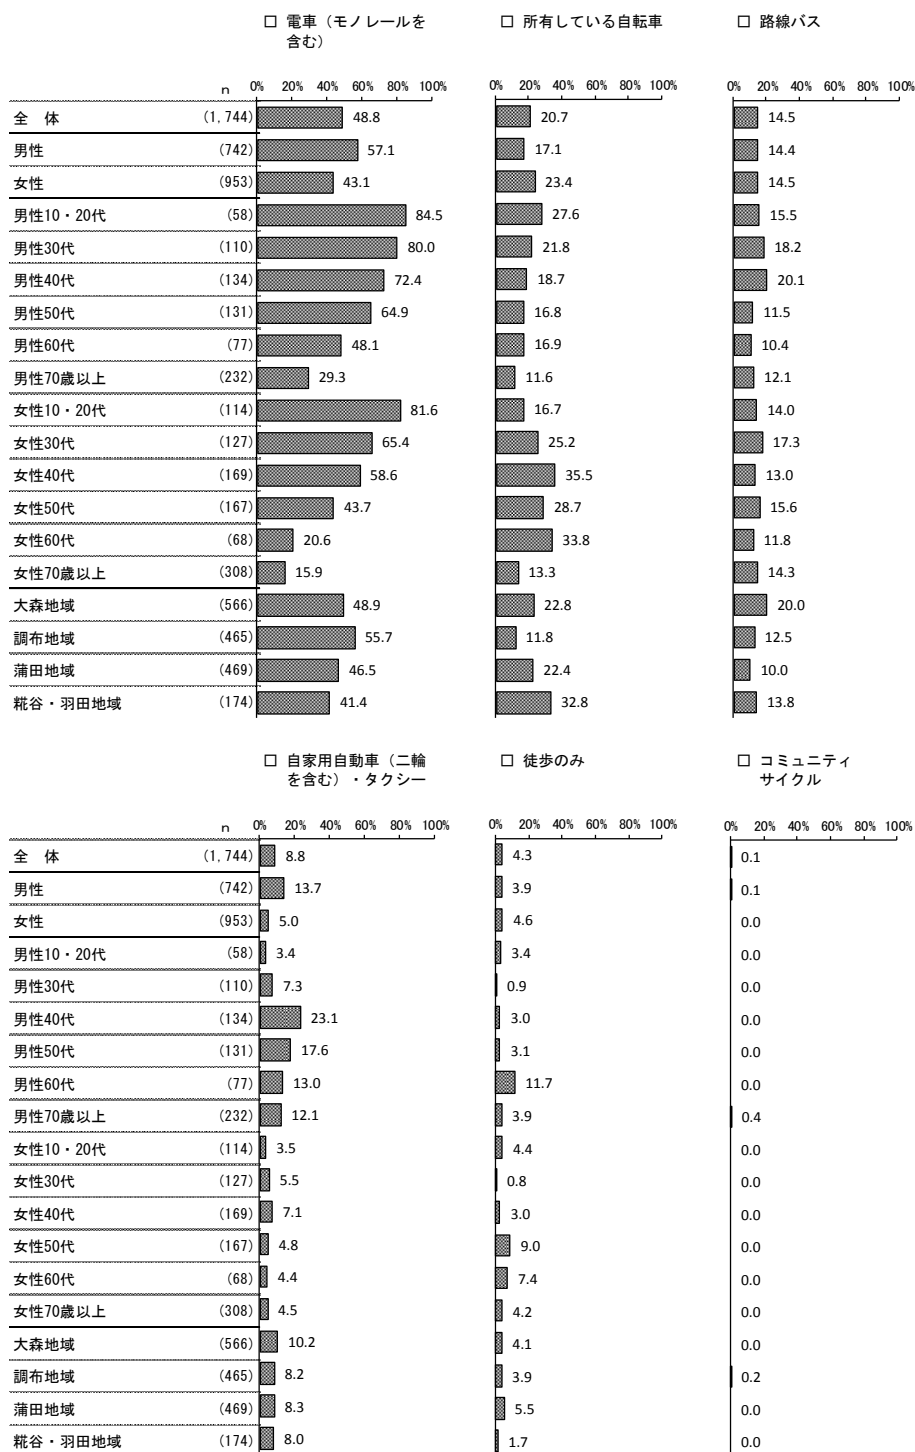 □ 電車（モノレールを
含む）
□ 所有している自転車
□ 路線バス
n 0% 20% 40% 60% 80% 100% 0% 20% 40% 60% 80% 100% 0% 20% 40% 60% 80% 100%
全　体 (1,744) 48.8 20.7 14.5
男性 (742) 57.1 17.1 14.4
女性 (953) 43.1 23.4 14.5
男性10・20代 (58) 84.5 27.6 15.5
男性30代 (110) 80.0 21.8 18.2
男性40代 (134) 72.4 18.7 20.1
男性50代 (131) 64.9 16.8 11.5
男性60代 (77) 48.1 16.9 10.4
男性70歳以上 (232) 29.3 11.6 12.1
女性10・20代 (114) 81.6 16.7 14.0
女性30代 (127) 65.4 25.2 17.3
女性40代 (169) 58.6 35.5 13.0
女性50代 (167) 43.7 28.7 15.6
女性60代 (68) 20.6 33.8 11.8
女性70歳以上 (308) 15.9 13.3 14.3
大森地域 (566) 48.9 22.8 20.0
調布地域 (465) 55.7 11.8 12.5
蒲田地域 (469) 46.5 22.4 10.0
糀谷・羽田地域 (174) 41.4 32.8 13.8
□ 自家用自動車（二輪
を含む）・タクシー
□ 徒歩のみ
□ コミュニティ
サイクル
n 0% 20% 40% 60% 80% 100% 0% 20% 40% 60% 80% 100% 0% 20% 40% 60% 80% 100%
全　体 (1,744) 8.8 4.3 0.1
男性 (742) 13.7 3.9 0.1
女性 (953) 5.0 4.6 0.0
男性10・20代 (58) 3.4 3.4 0.0
男性30代 (110) 7.3 0.9 0.0
男性40代 (134) 23.1 3.0 0.0
男性50代 (131) 17.6 3.1 0.0
男性60代 (77) 13.0 11.7 0.0
男性70歳以上 (232) 12.1 3.9 0.4
女性10・20代 (114) 3.5 4.4 0.0
女性30代 (127) 5.5 0.8 0.0
女性40代 (169) 7.1 3.0 0.0
女性50代 (167) 4.8 9.0 0.0
女性60代 (68) 4.4 7.4 0.0
女性70歳以上 (308) 4.5 4.2 0.0
大森地域 (566) 10.2 4.1 0.0
調布地域 (465) 8.2 3.9 0.2
蒲田地域 (469) 8.3 5.5 0.0
糀谷・羽田地域 (174) 8.0 1.7 0.0